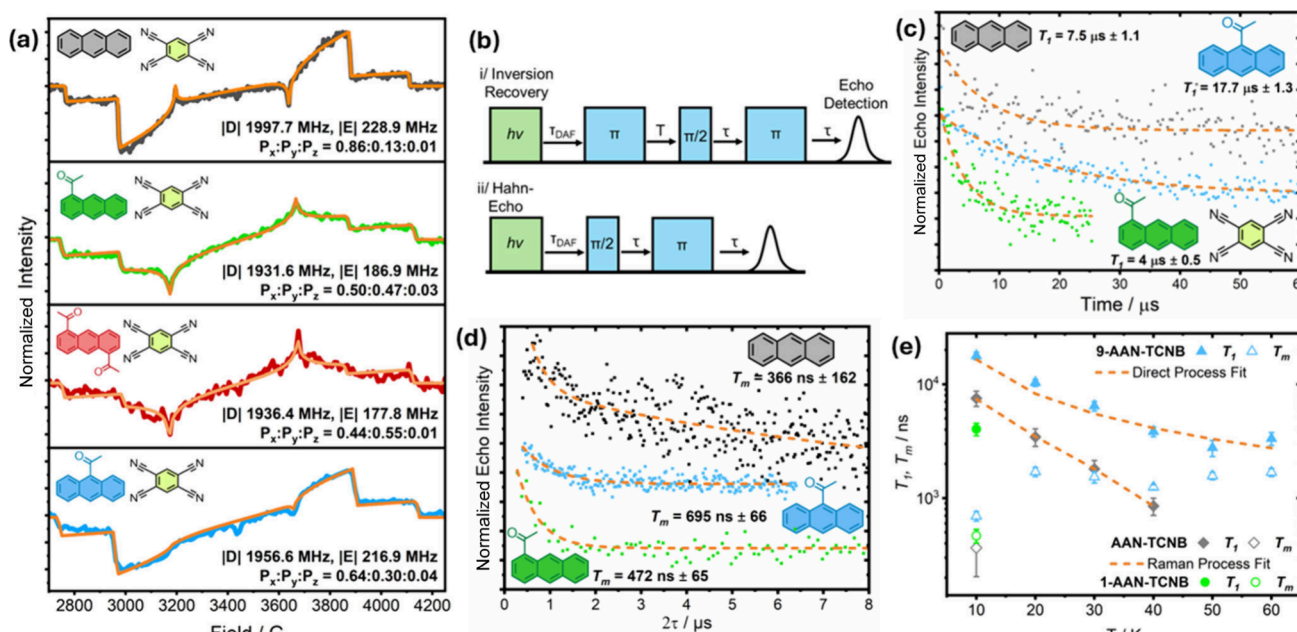 (a)
N N N N
|D| 1997.7 MHz, |E| 228.9 MHz
Px:Py:Pz = 0.86:0.13:0.01
O
N N N N
|D| 1931.6 MHz, |E| 186.9 MHz
Px:Py:Pz = 0.50:0.47:0.03
O
O
N N N N
|D| 1936.4 MHz, |E| 177.8 MHz
Px:Py:Pz = 0.44:0.55:0.01
O
N N N N
|D| 1956.6 MHz, |E| 216.9 MHz
Px:Py:Pz = 0.64:0.30:0.04
Normalized Intensity
3000 3200 3400 3600 3800 4000 4200
Field / G
(b)
i/ Inversion
Recovery
Echo
Detection
hv TDAF π T π/2 τ π τ
ii/ Hahn-
Echo
hv TDAF π/2 τ π τ
(c)
T1 = 7.5 µs ± 1.1
O
T1 = 17.7 µs ± 1.3
O
N N N N
T1 = 4 µs ± 0.5
Normalized Echo Intensity
0 10 20 30 40 50 60
Time / µs
(d)
Tm = 366 ns ± 162
O
Tm = 695 ns ± 66
O
Tm = 472 ns ± 65
Normalized Echo Intensity
0 1 2 3 4 5 6 7 8
2τ / µs
(e)
9-AAN-TCNB T1 Tm
Direct Process Fit
AAN-TCNB T1 Tm
Raman Process Fit
1-AAN-TCNB T1 Tm
T1, Tm / ns
10⁴
10³
10 20 30 40 50 60
T / K